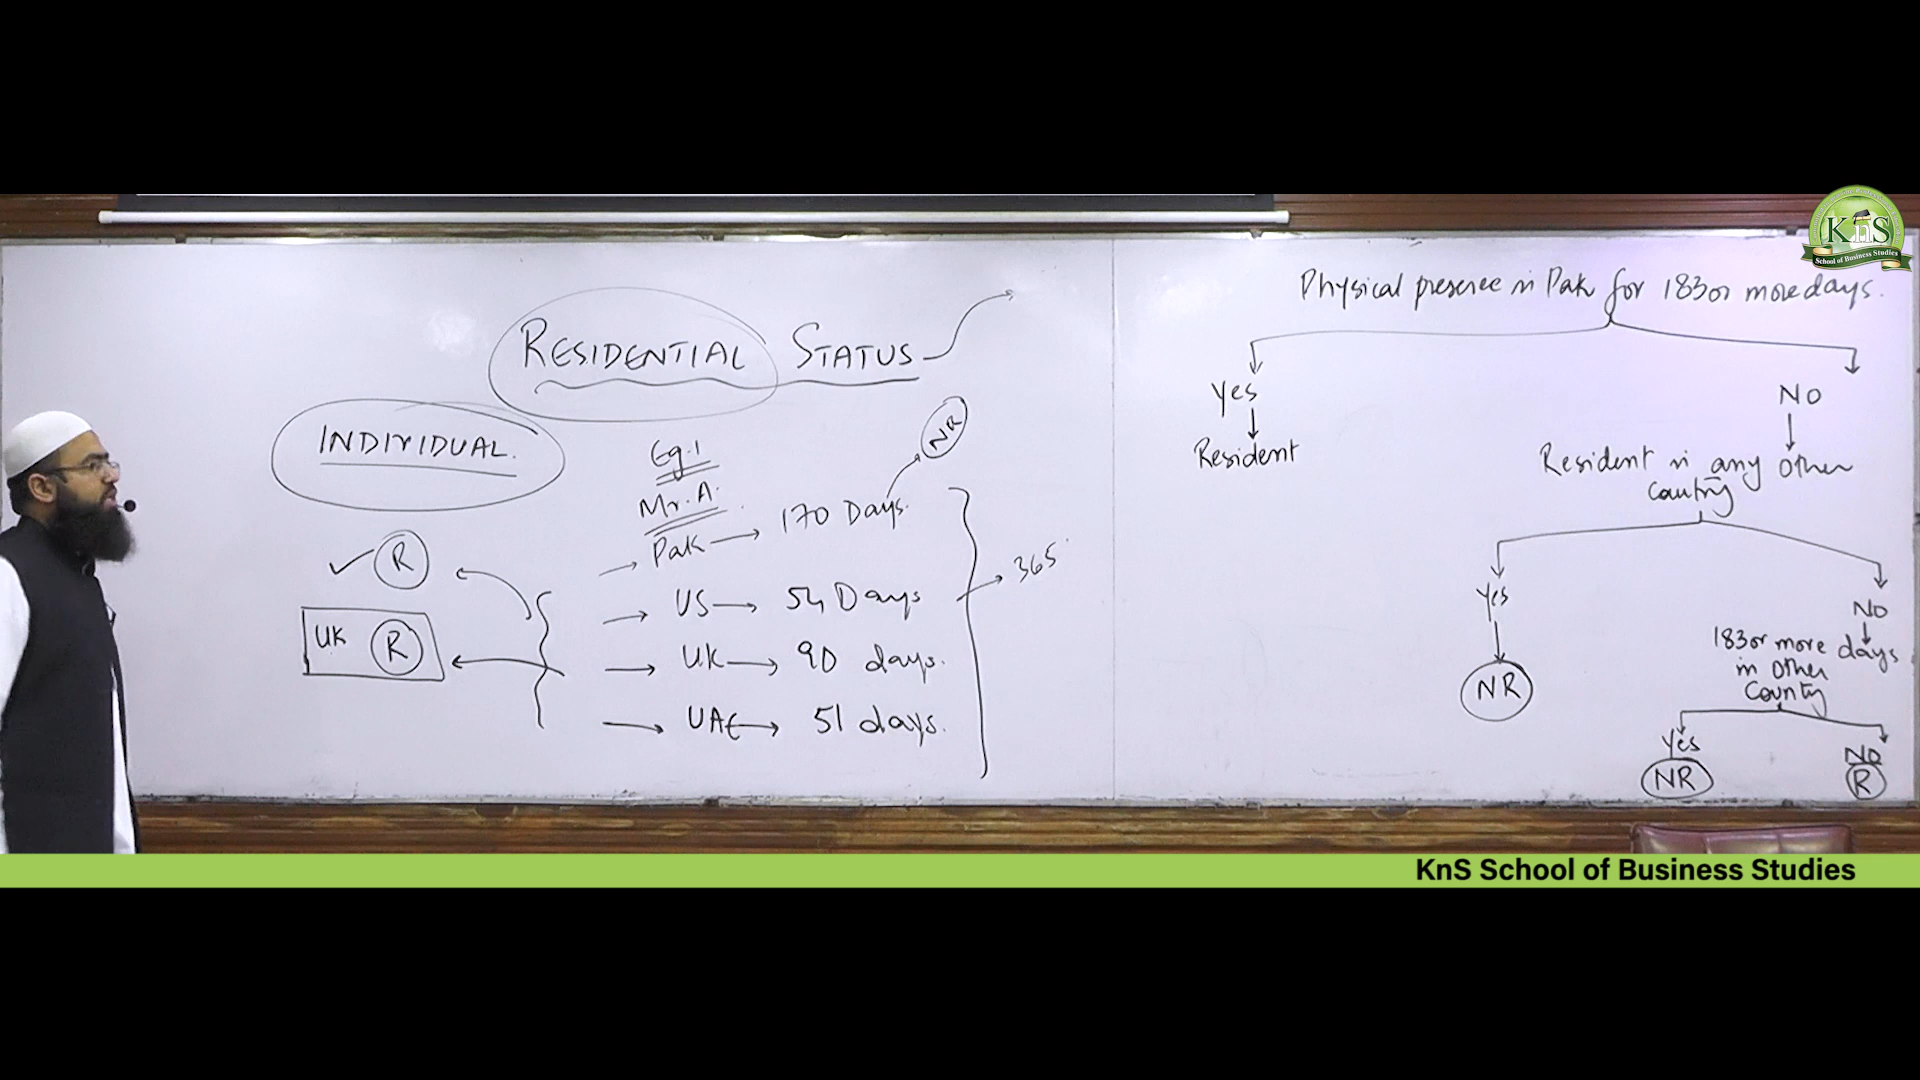 RESIDENTIAL STATUS
INDIVIDUAL.
Eg.1
Mr. A.
NR
Pak → 170 Days.
US → 54 Days
UK → 90 days.
UAE → 51 days.
365
✓ R
UK R
Physical presence in Pak for 183 or more days.
Yes
No
Resident
Resident in any Other
Country
Yes
No
NR
183 or more days
in Other
County
Yes
No
NR
R
KnS
School of Business Studies
KnS School of Business Studies